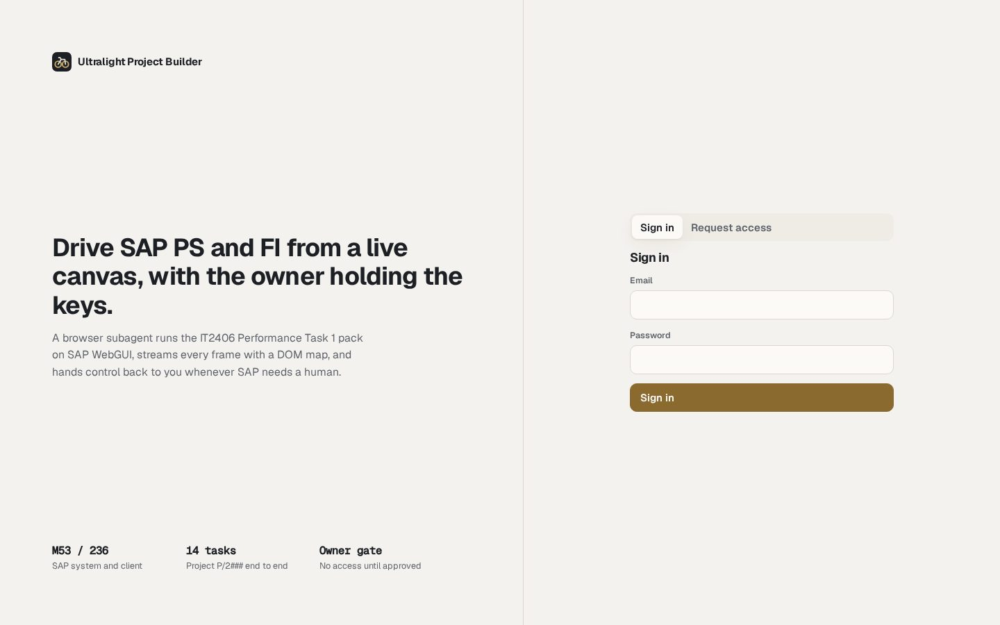 Ultralight Project Builder
Drive SAP PS and FI from a live
canvas, with the owner holding the
keys.
A browser subagent runs the IT2406 Performance Task 1 pack
on SAP WebGUI, streams every frame with a DOM map, and
hands control back to you whenever SAP needs a human.
M53 / 236
SAP system and client
14 tasks
Project P/2### end to end
Owner gate
No access until approved
Sign in
Request access
Sign in
Email
Password
Sign in